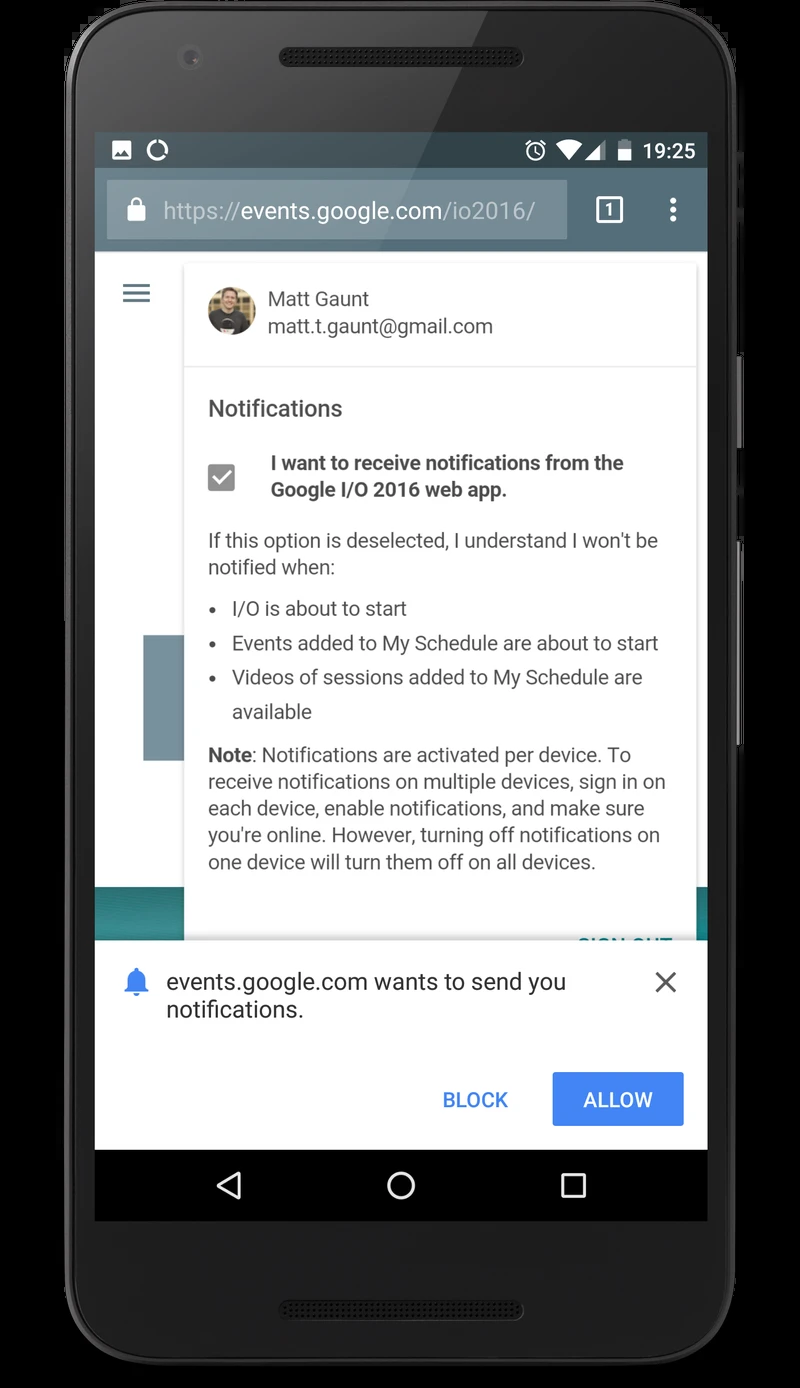 19:25
https://events.google.com/io2016/
1
Matt Gaunt
matt.t.gaunt@gmail.com
Notifications
I want to receive notifications from the
Google I/O 2016 web app.
If this option is deselected, I understand I won't be
notified when:
• I/O is about to start
• Events added to My Schedule are about to start
• Videos of sessions added to My Schedule are
available
Note: Notifications are activated per device. To
receive notifications on multiple devices, sign in on
each device, enable notifications, and make sure
you're online. However, turning off notifications on
one device will turn them off on all devices.
SIGN OUT
events.google.com wants to send you
notifications.
BLOCK
ALLOW